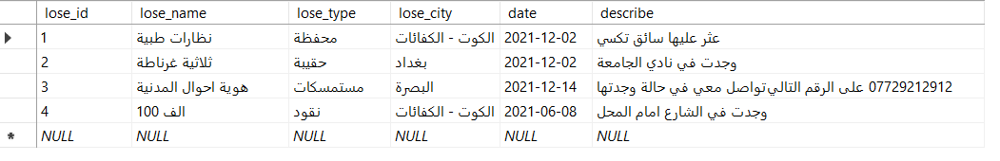 lose_id lose_name lose_type lose_city date describe
1 نظارات طبية محفظة الكوت - الكفائات 2021-12-02 عثر عليها سائق تكسي
2 ثلاثية غرناطة حقيبة بغداد 2021-12-02 وجدت في نادي الجامعة
3 هوية احوال المدنية مستمسكات البصرة 2021-12-14 تواصل معي في حالة وجدتها على الرقم التالي 07729212912
4 100 الف نقود الكوت - الكفائات 2021-06-08 وجدت في الشارع امام المحل
* NULL NULL NULL NULL NULL NULL